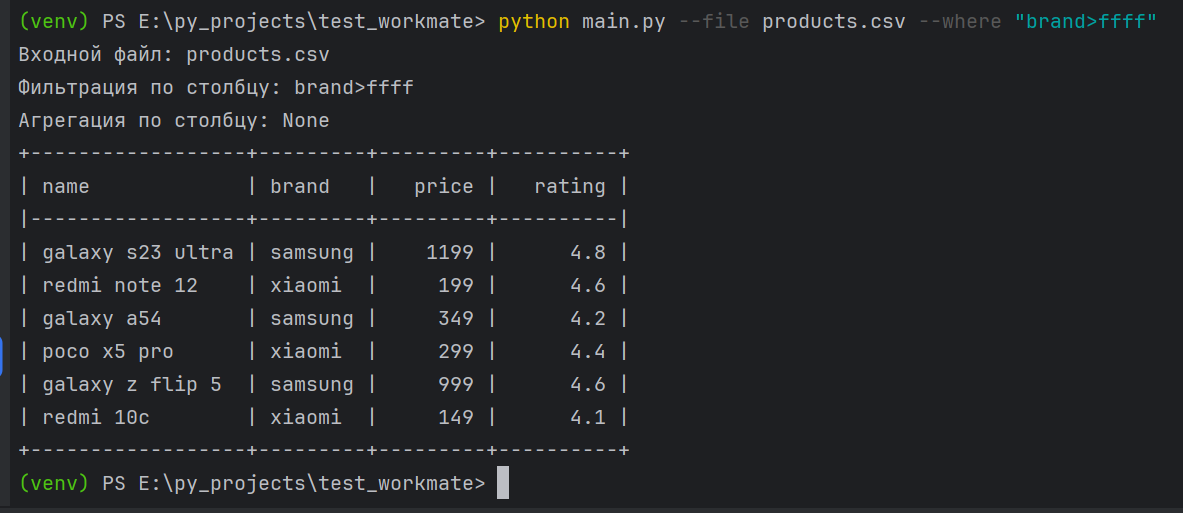 (venv) PS E:\py_projects\test_workmate> python main.py --file products.csv --where "brand>ffff"
Входной файл: products.csv
Фильтрация по столбцу: brand>ffff
Агрегация по столбцу: None
+------------------+---------+---------+----------+
| name             | brand   |   price |   rating |
|------------------+---------+---------+----------|
| galaxy s23 ultra | samsung |    1199 |      4.8 |
| redmi note 12    | xiaomi  |     199 |      4.6 |
| galaxy a54       | samsung |     349 |      4.2 |
| poco x5 pro      | xiaomi  |     299 |      4.4 |
| galaxy z flip 5  | samsung |     999 |      4.6 |
| redmi 10c        | xiaomi  |     149 |      4.1 |
+------------------+---------+---------+----------+
(venv) PS E:\py_projects\test_workmate>